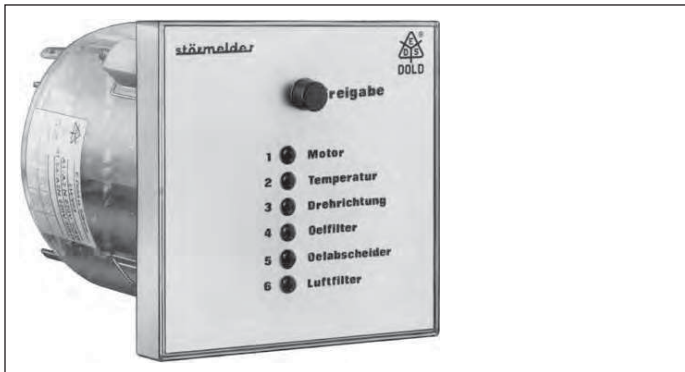 störmelder
®
E
D S
DOLD
reigabe
1 Motor
2 Temperatur
3 Drehrichtung
4 Oelfilter
5 Oelabscheider
6 Luftfilter